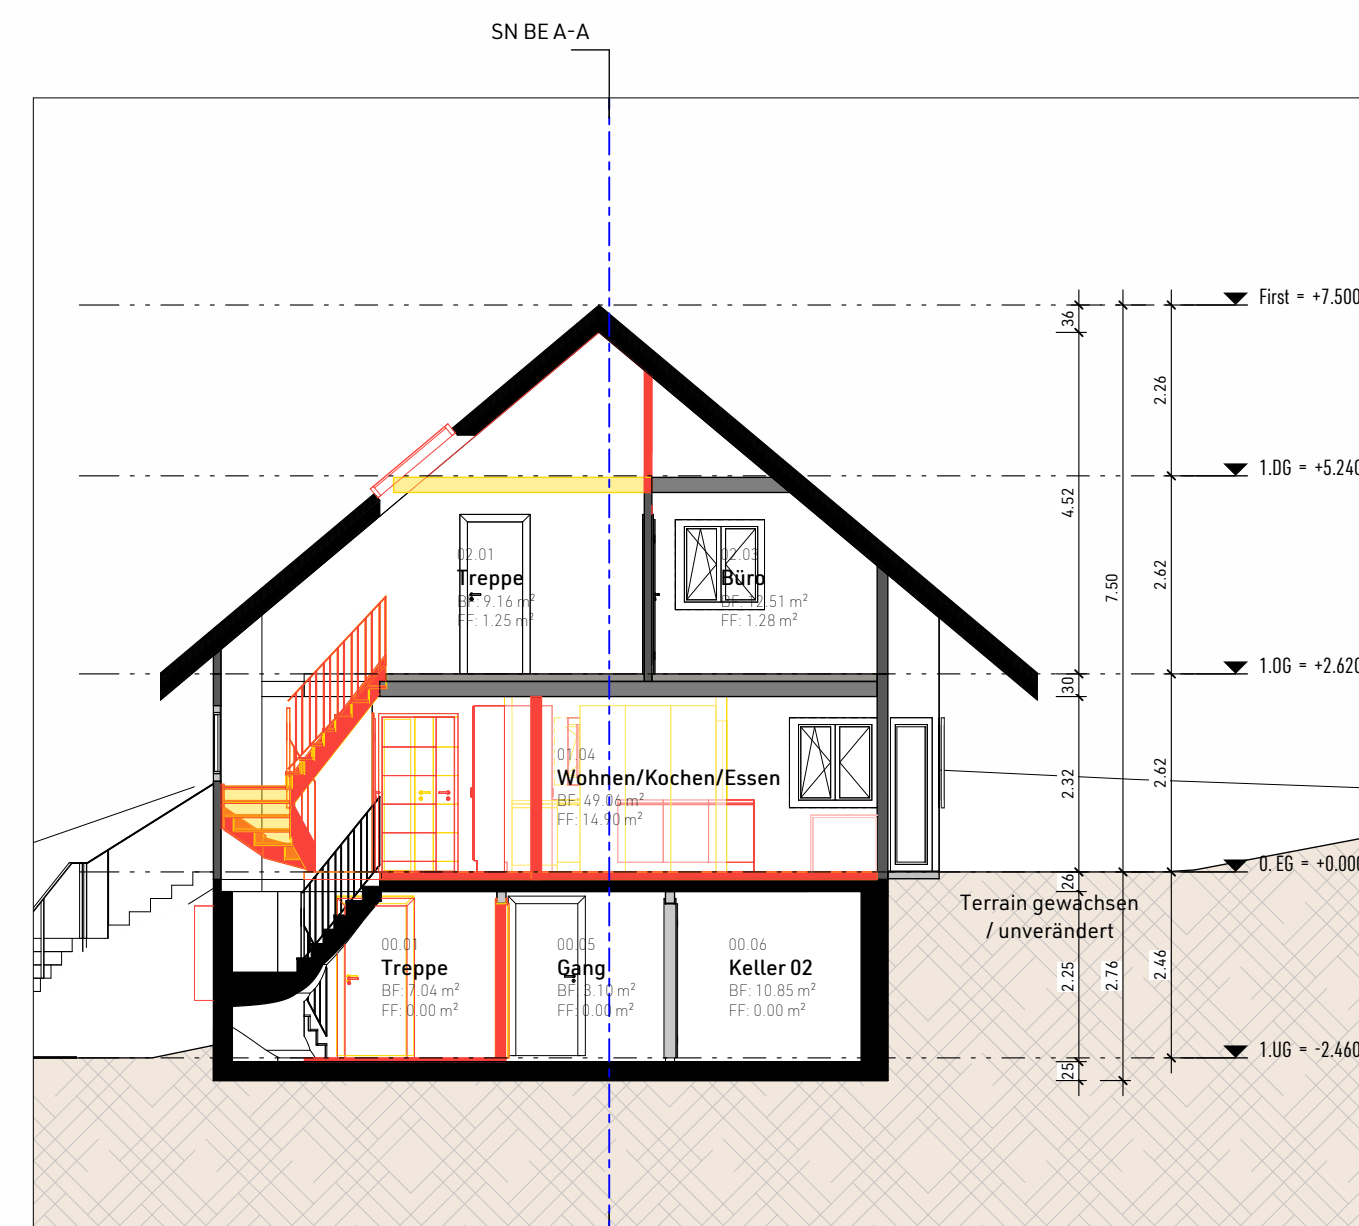 SN BE A-A
First = +7.500
36
2.26
1.DG = +5.240
4.52
7.50
2.62
02.01
Treppe
BF: 9.16 m²
FF: 1.25 m²
02.03
Büro
BF: 12.51 m²
FF: 1.28 m²
1.OG = +2.620
30
01.04
Wohnen/Kochen/Essen
BF: 49.06 m²
FF: 14.90 m²
2.32
2.62
0. EG = +0.000
26
Terrain gewachsen
/ unverändert
00.01
Treppe
BF: 7.04 m²
FF: 0.00 m²
00.05
Gang
BF: 3.10 m²
FF: 0.00 m²
00.06
Keller 02
BF: 10.85 m²
FF: 0.00 m²
2.25
2.76
2.46
1.UG = -2.460
25